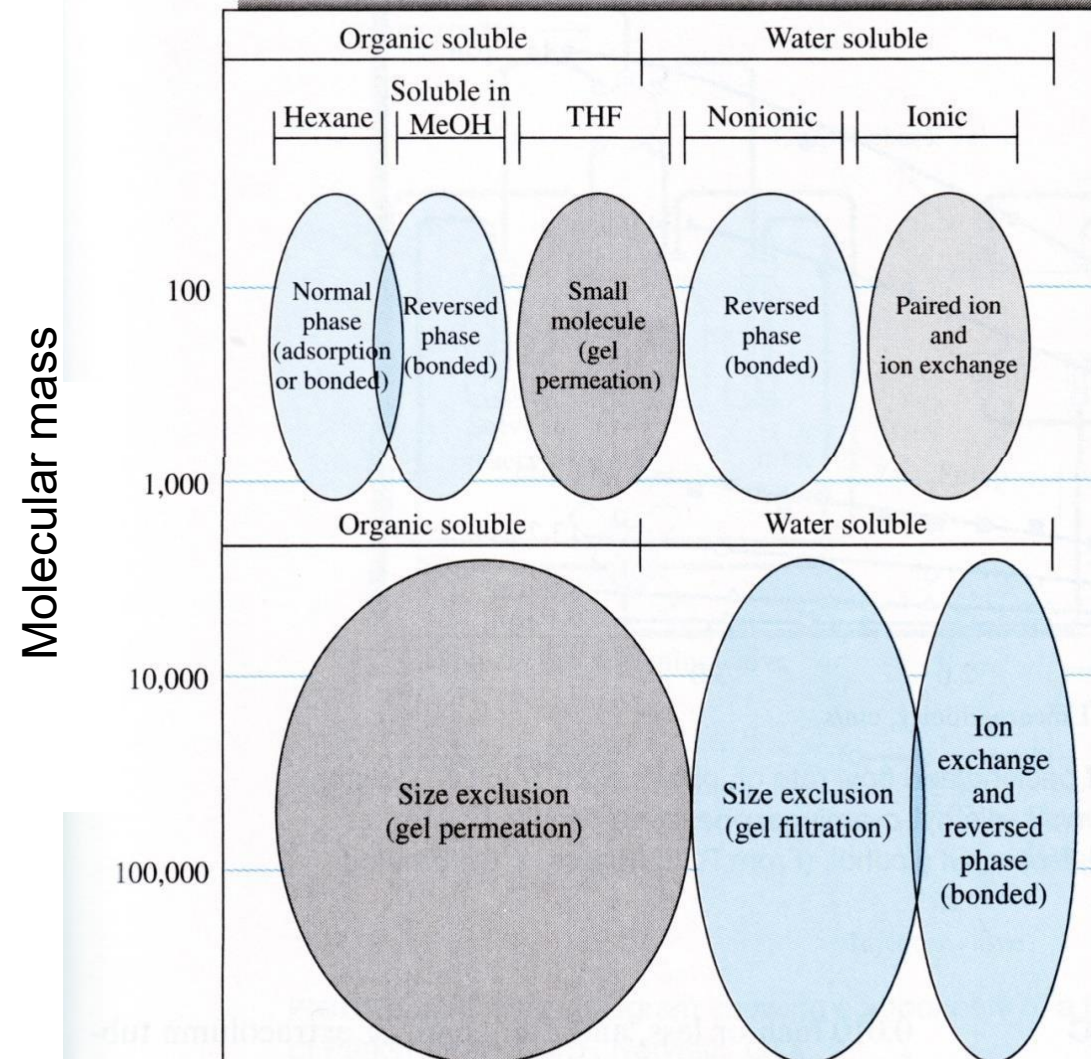 Organic soluble
Water soluble
Hexane
Soluble in
MeOH
THF
Nonionic
Ionic
100
Normal
phase
(adsorption
or bonded)
Reversed
phase
(bonded)
Small
molecule
(gel
permeation)
Reversed
phase
(bonded)
Paired ion
and
ion exchange
Molecular mass
1,000
Organic soluble
Water soluble
10,000
Size exclusion
(gel permeation)
Size exclusion
(gel filtration)
Ion
exchange
and
reversed
phase
(bonded)
100,000